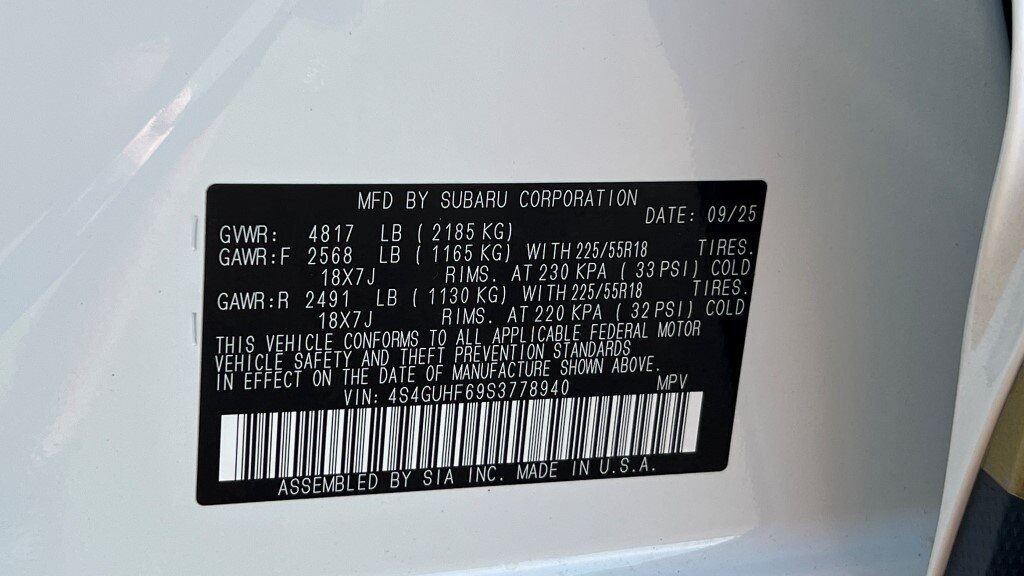 MFD BY SUBARU CORPORATION
DATE: 09/25
GVWR: 4817 LB ( 2185 KG)
GAWR:F 2568 LB ( 1165 KG) WITH 225/55R18 TIRES.
18X7J RIMS. AT 230 KPA ( 33 PSI) COLD
GAWR:R 2491 LB ( 1130 KG) WITH 225/55R18 TIRES.
18X7J RIMS. AT 220 KPA ( 32 PSI) COLD
THIS VEHICLE CONFORMS TO ALL APPLICABLE FEDERAL MOTOR
VEHICLE SAFETY AND THEFT PREVENTION STANDARDS
IN EFFECT ON THE DATE OF MANUFACTURE SHOWN ABOVE.
VIN: 4S4GUHF69S3778940 MPV
ASSEMBLED BY SIA INC. MADE IN U.S.A.